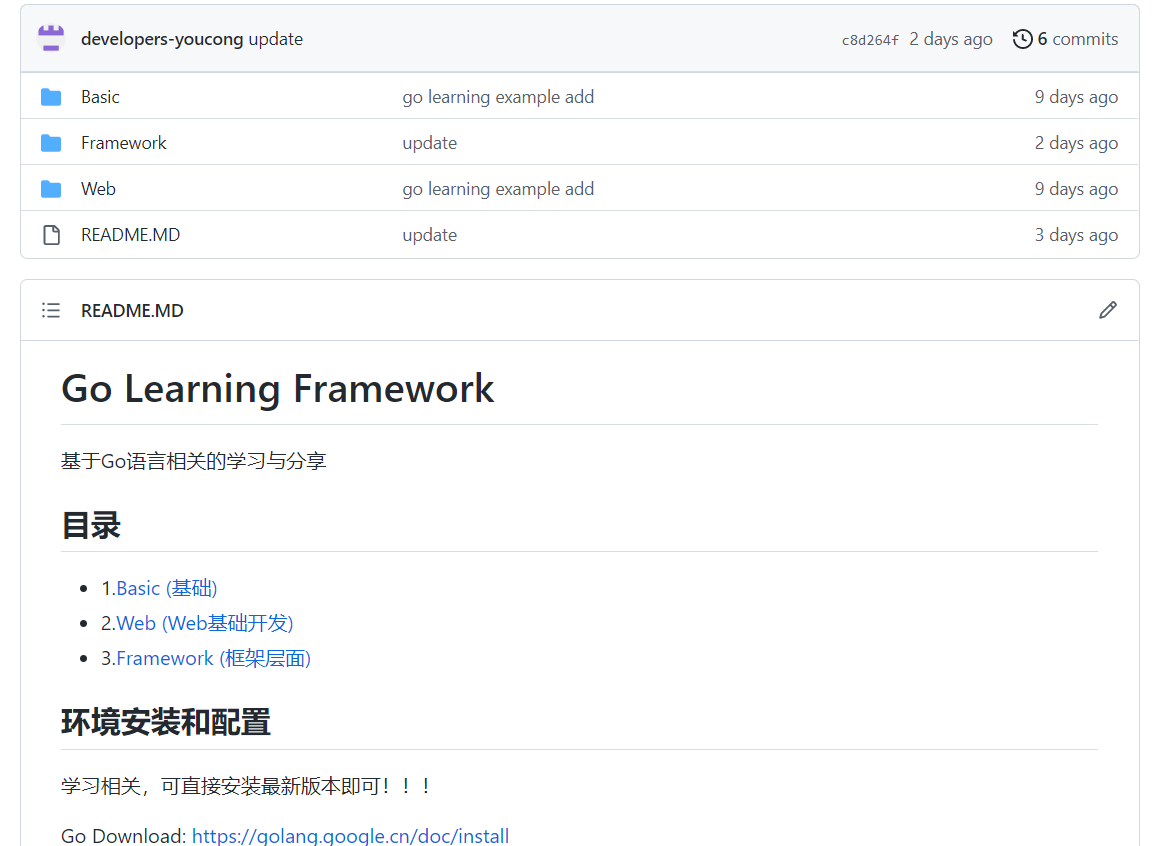 developers-youcong update c8d264f 2 days ago 6 commits
Basic go learning example add 9 days ago
Framework update 2 days ago
Web go learning example add 9 days ago
README.MD update 3 days ago
README.MD
Go Learning Framework
基于Go语言相关的学习与分享
目录
1.Basic (基础)
2.Web (Web基础开发)
3.Framework (框架层面)
环境安装和配置
学习相关，可直接安装最新版本即可！！！
Go Download: https://golang.google.cn/doc/install